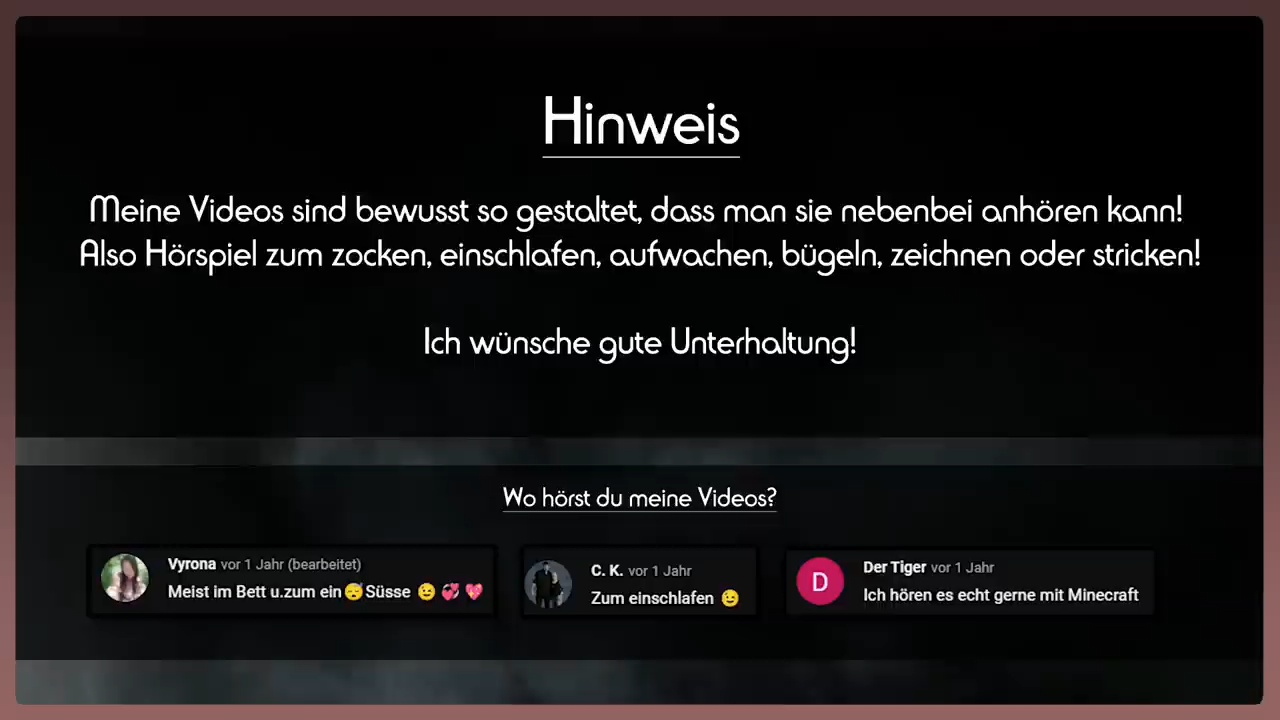 Hinweis
Meine Videos sind bewusst so gestaltet, dass man sie nebenbei anhören kann!
Also Hörspiel zum zocken, einschlafen, aufwachen, bügeln, zeichnen oder stricken!
Ich wünsche gute Unterhaltung!
Wo hörst du meine Videos?
Vyrona vor 1 Jahr (bearbeitet)
Meist im Bett u.zum ein😴Süsse 😉 💞 💖
C. K. vor 1 Jahr
Zum einschlafen 😉
D
Der Tiger vor 1 Jahr
Ich hören es echt gerne mit Minecraft